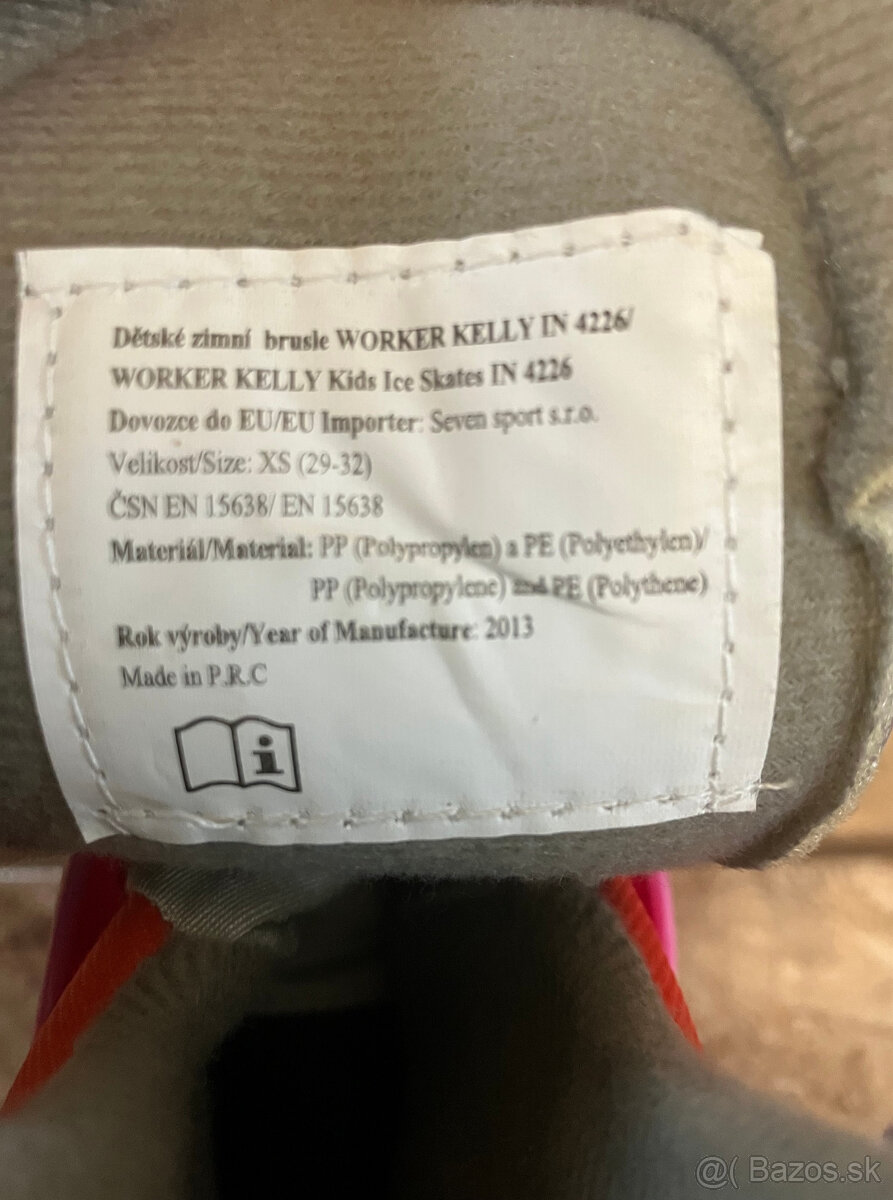 Dětské zimní brusle WORKER KELLY IN 4226/
WORKER KELLY Kids Ice Skates IN 4226
Dovozce do EU/EU Importer: Seven sport s.r.o.
Velikost/Size: XS (29-32)
ČSN EN 15638/ EN 15638
Materiál/Material: PP (Polypropylen) a PE (Polyethylen)/
PP (Polypropylene) and PE (Polythene)
Rok výroby/Year of Manufacture: 2013
Made in P.R.C
i
@( Bazos.sk